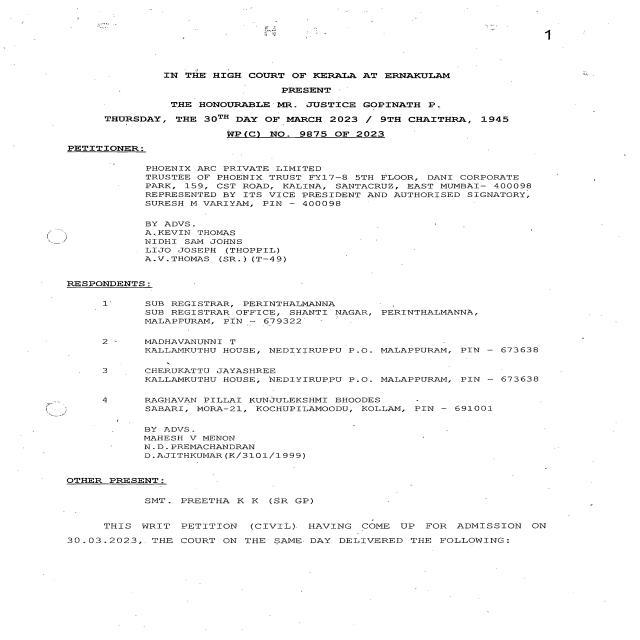 1
IN THE HIGH COURT OF KERALA AT ERNAKULAM
PRESENT
THE HONOURABLE MR. JUSTICE GOPINATH P.
THURSDAY, THE 30TH DAY OF MARCH 2023 / 9TH CHAITHRA, 1945
WP(C) NO. 9875 OF 2023
PETITIONER:
PHOENIX ARC PRIVATE LIMITED
TRUSTEE OF PHOENIX TRUST FY17-8 5TH FLOOR, DANI CORPORATE
PARK, 159, CST ROAD, KALINA, SANTACRUZ, EAST MUMBAI- 400098
REPRESENTED BY ITS VICE PRESIDENT AND AUTHORISED SIGNATORY,
SURESH M VARIYAM, PIN - 400098
BY ADVS.
A.KEVIN THOMAS
NIDHI SAM JOHNS
LIJO JOSEPH (THOPPIL)
A.V.THOMAS (SR.)(T-49)
RESPONDENTS:
1 SUB REGISTRAR, PERINTHALMANNA
SUB REGISTRAR OFFICE, SHANTI NAGAR, PERINTHALMANNA,
MALAPPURAM, PIN - 679322
2 MADHAVANUNNI T
KALLAMKUTHU HOUSE, NEDIYIRUPPU P.O. MALAPPURAM, PIN - 673638
3 CHERUKATTU JAYASHREE
KALLAMKUTHU HOUSE, NEDIYIRUPPU P.O. MALAPPURAM, PIN - 673638
4 RAGHAVAN PILLAI KUNJULEKSHMI BHOODES
SABARI, MORA-21, KOCHUPILAMOODU, KOLLAM, PIN - 691001
BY ADVS.
MAHESH V MENON
N.D.PREMACHANDRAN
D.AJITHKUMAR(K/3101/1999)
OTHER PRESENT:
SMT. PREETHA K K (SR GP)
THIS WRIT PETITION (CIVIL) HAVING COME UP FOR ADMISSION ON
30.03.2023, THE COURT ON THE SAME DAY DELIVERED THE FOLLOWING: